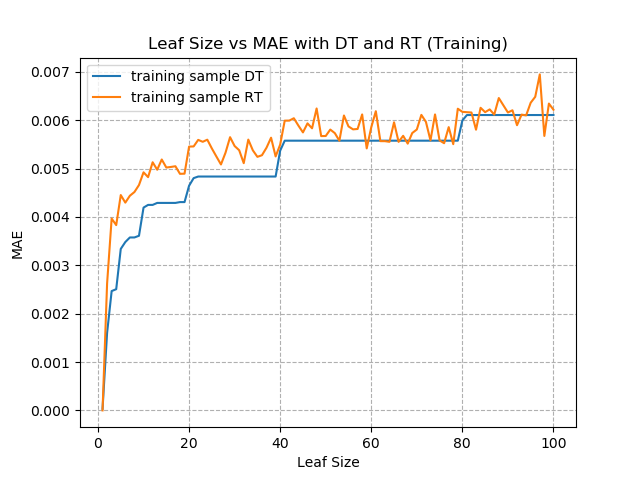 Leaf Size vs MAE with DT and RT (Training)
training sample DT
training sample RT
0.007
0.006
0.005
0.004
0.003
0.002
0.001
0.000
MAE
0 20 40 60 80 100
Leaf Size